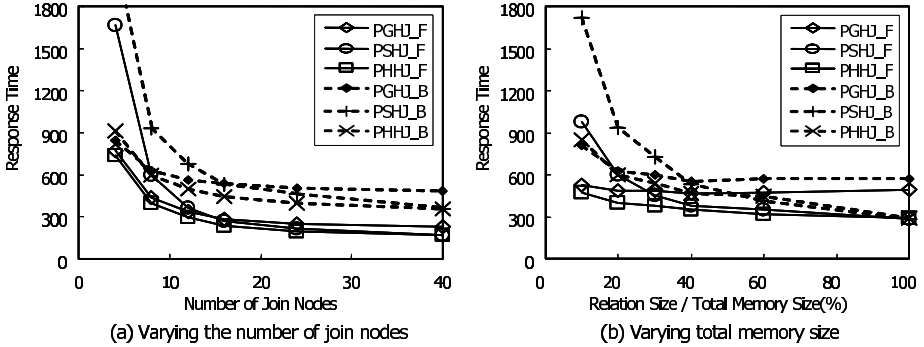 1800
1500
1200
900
600
300
0
Response Time
PGHJ_F
PSHJ_F
PHHJ_F
PGHJ_B
PSHJ_B
PHHJ_B
0 10 20 30 40
Number of Join Nodes
(a) Varying the number of join nodes
1800
1500
1200
900
600
300
0
Response Time
PGHJ_F
PSHJ_F
PHHJ_F
PGHJ_B
PSHJ_B
PHHJ_B
0 20 40 60 80 100
Relation Size / Total Memory Size(%)
(b) Varying total memory size